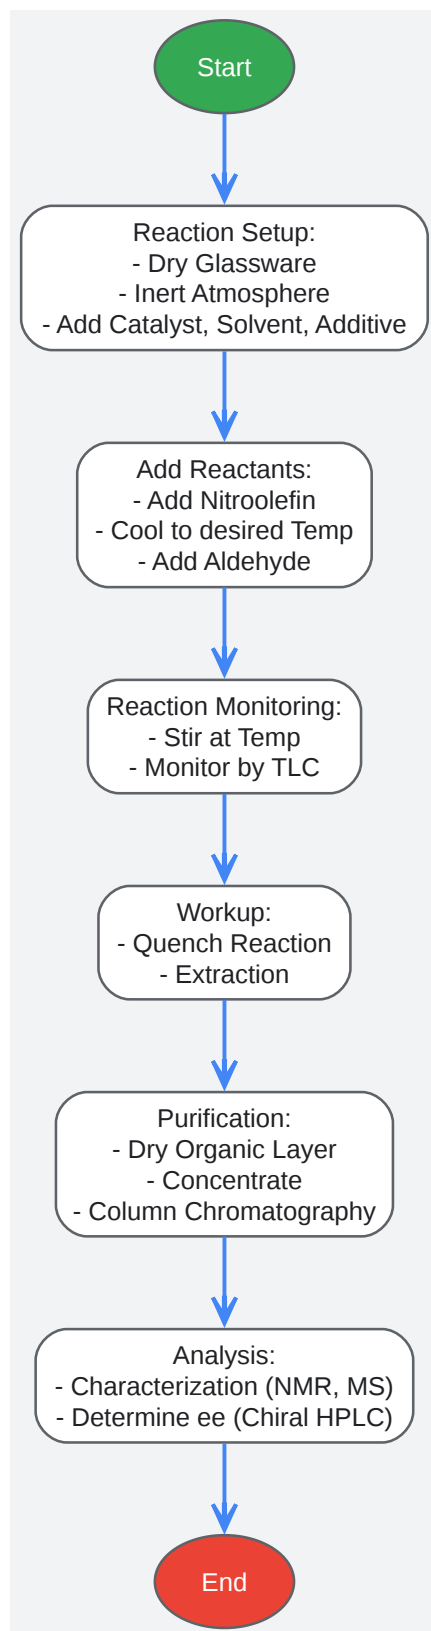 Start
Reaction Setup:
- Dry Glassware
- Inert Atmosphere
- Add Catalyst, Solvent, Additive
Add Reactants:
- Add Nitroolefin
- Cool to desired Temp
- Add Aldehyde
Reaction Monitoring:
- Stir at Temp
- Monitor by TLC
Workup:
- Quench Reaction
- Extraction
Purification:
- Dry Organic Layer
- Concentrate
- Column Chromatography
Analysis:
- Characterization (NMR, MS)
- Determine ee (Chiral HPLC)
End